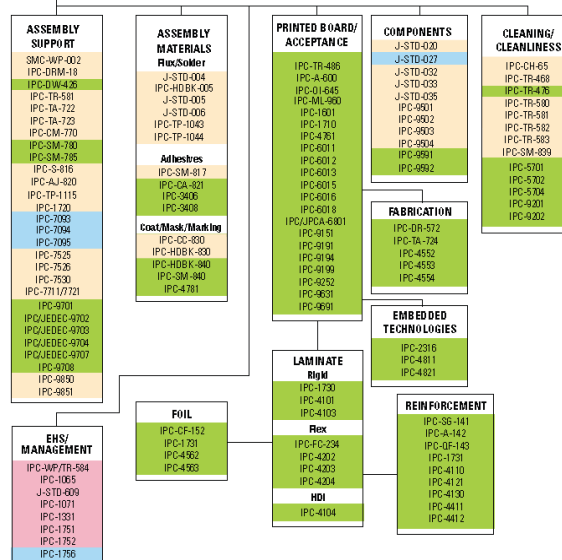 ASSEMBLY
SUPPORT
SMC-WP-002
IPC-DRM-18
IPC-DW-426
IPC-TR-581
IPC-TA-722
IPC-TA-723
IPC-CM-770
IPC-SM-780
IPC-SM-785
IPC-S-816
IPC-AJ-820
IPC-TP-1115
IPC-1720
IPC-7093
IPC-7094
IPC-7095
IPC-7525
IPC-7526
IPC-7530
IPC-7711/7721
IPC-9701
IPC/JEDEC-9702
IPC/JEDEC-9703
IPC/JEDEC-9704
IPC/JEDEC-9707
IPC-9708
IPC-9850
IPC-9851
ASSEMBLY
MATERIALS
Flux/Solder
J-STD-004
IPC-HDBK-005
J-STD-005
J-STD-006
IPC-TP-1043
IPC-TP-1044
Adhesives
IPC-SM-817
IPC-CA-821
IPC-3406
IPC-3408
Coat/Mask/Marking
IPC-CC-830
IPC-HDBK-830
IPC-HDBK-840
IPC-SM-840
IPC-4781
PRINTED BOARD/
ACCEPTANCE
IPC-TR-486
IPC-A-600
IPC-OI-645
IPC-ML-960
IPC-1601
IPC-1710
IPC-4761
IPC-6011
IPC-6012
IPC-6013
IPC-6015
IPC-6016
IPC-6018
IPC/JPCA-6801
IPC-9151
IPC-9191
IPC-9194
IPC-9199
IPC-9252
IPC-9631
IPC-9691
COMPONENTS
J-STD-020
J-STD-027
J-STD-032
J-STD-033
J-STD-035
IPC-9501
IPC-9502
IPC-9503
IPC-9504
IPC-9591
IPC-9592
CLEANING/
CLEANLINESS
IPC-CH-65
IPC-TR-468
IPC-TR-476
IPC-TR-580
IPC-TR-581
IPC-TR-582
IPC-TR-583
IPC-SM-839
IPC-5701
IPC-5702
IPC-5704
IPC-9201
IPC-9202
FABRICATION
IPC-DR-572
IPC-TA-724
IPC-4552
IPC-4553
IPC-4554
EMBEDDED
TECHNOLOGIES
IPC-2316
IPC-4811
IPC-4821
LAMINATE
Rigid
IPC-1730
IPC-4101
IPC-4103
Flex
IPC-FC-234
IPC-4202
IPC-4203
IPC-4204
HDI
IPC-4104
FOIL
IPC-CF-152
IPC-1731
IPC-4562
IPC-4563
REINFORCEMENT
IPC-SG-141
IPC-A-142
IPC-QF-143
IPC-1731
IPC-4110
IPC-4121
IPC-4130
IPC-4411
IPC-4412
EHS/
MANAGEMENT
IPC-WP/TR-584
IPC-1065
J-STD-609
IPC-1071
IPC-1331
IPC-1751
IPC-1752
IPC-1756